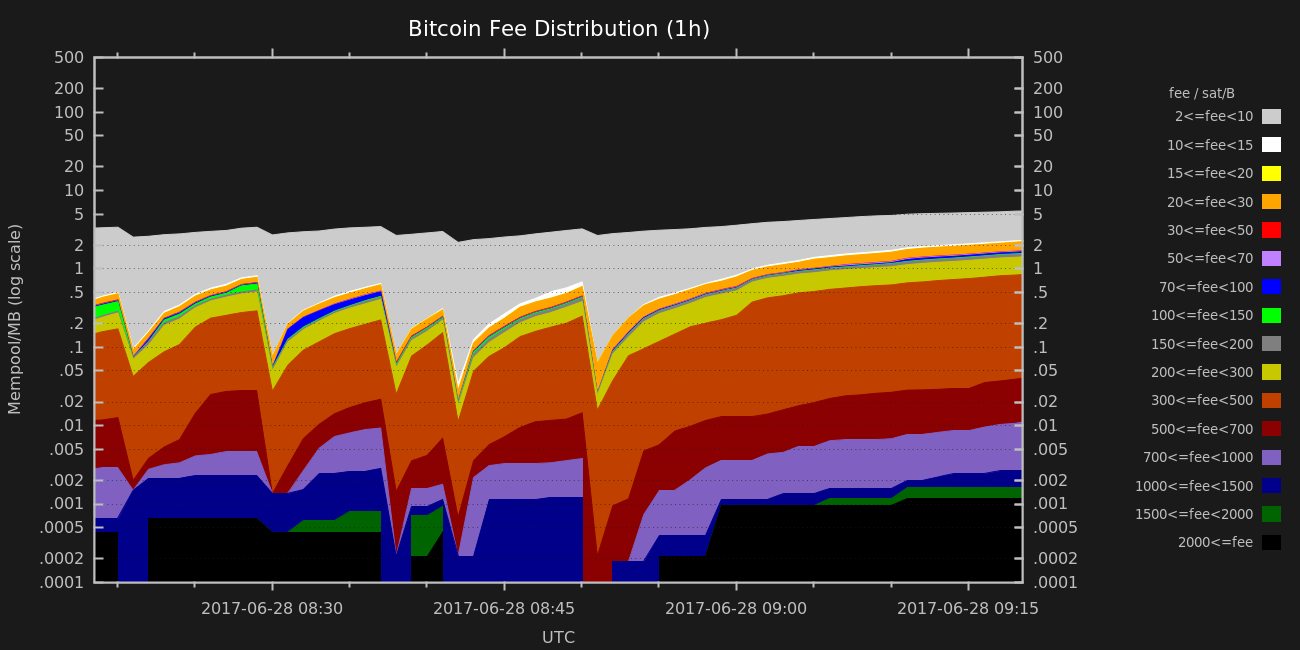 Bitcoin Fee Distribution (1h)
Mempool/MB (log scale)
500
200
100
50
20
10
5
2
1
.5
.2
.1
.05
.02
.01
.005
.002
.001
.0005
.0002
.0001
500
200
100
50
20
10
5
2
1
.5
.2
.1
.05
.02
.01
.005
.002
.001
.0005
.0002
.0001
2017-06-28 08:30
2017-06-28 08:45
2017-06-28 09:00
2017-06-28 09:15
UTC
fee / sat/B
2<=fee<10
10<=fee<15
15<=fee<20
20<=fee<30
30<=fee<50
50<=fee<70
70<=fee<100
100<=fee<150
150<=fee<200
200<=fee<300
300<=fee<500
500<=fee<700
700<=fee<1000
1000<=fee<1500
1500<=fee<2000
2000<=fee